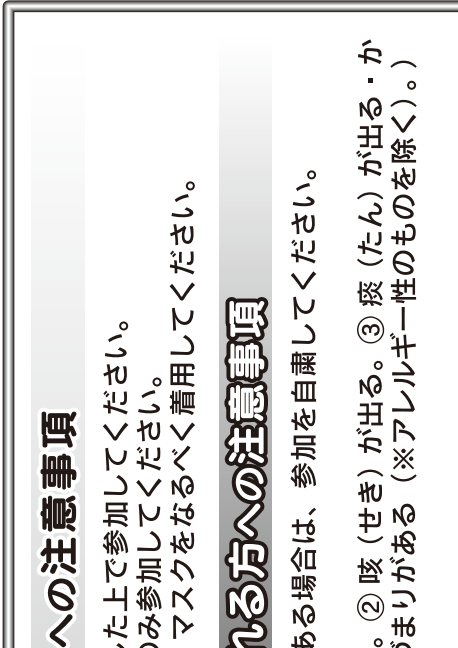 への注意事項
た上で参加してください。
のみ参加してください。
マスクをなるべく着用してください。
れる方への注意事項
ある場合は、参加を自粛してください。
。②咳（せき）が出る。③痰（たん）が出る・か
づまりがある（※アレルギー性のものを除く）。）